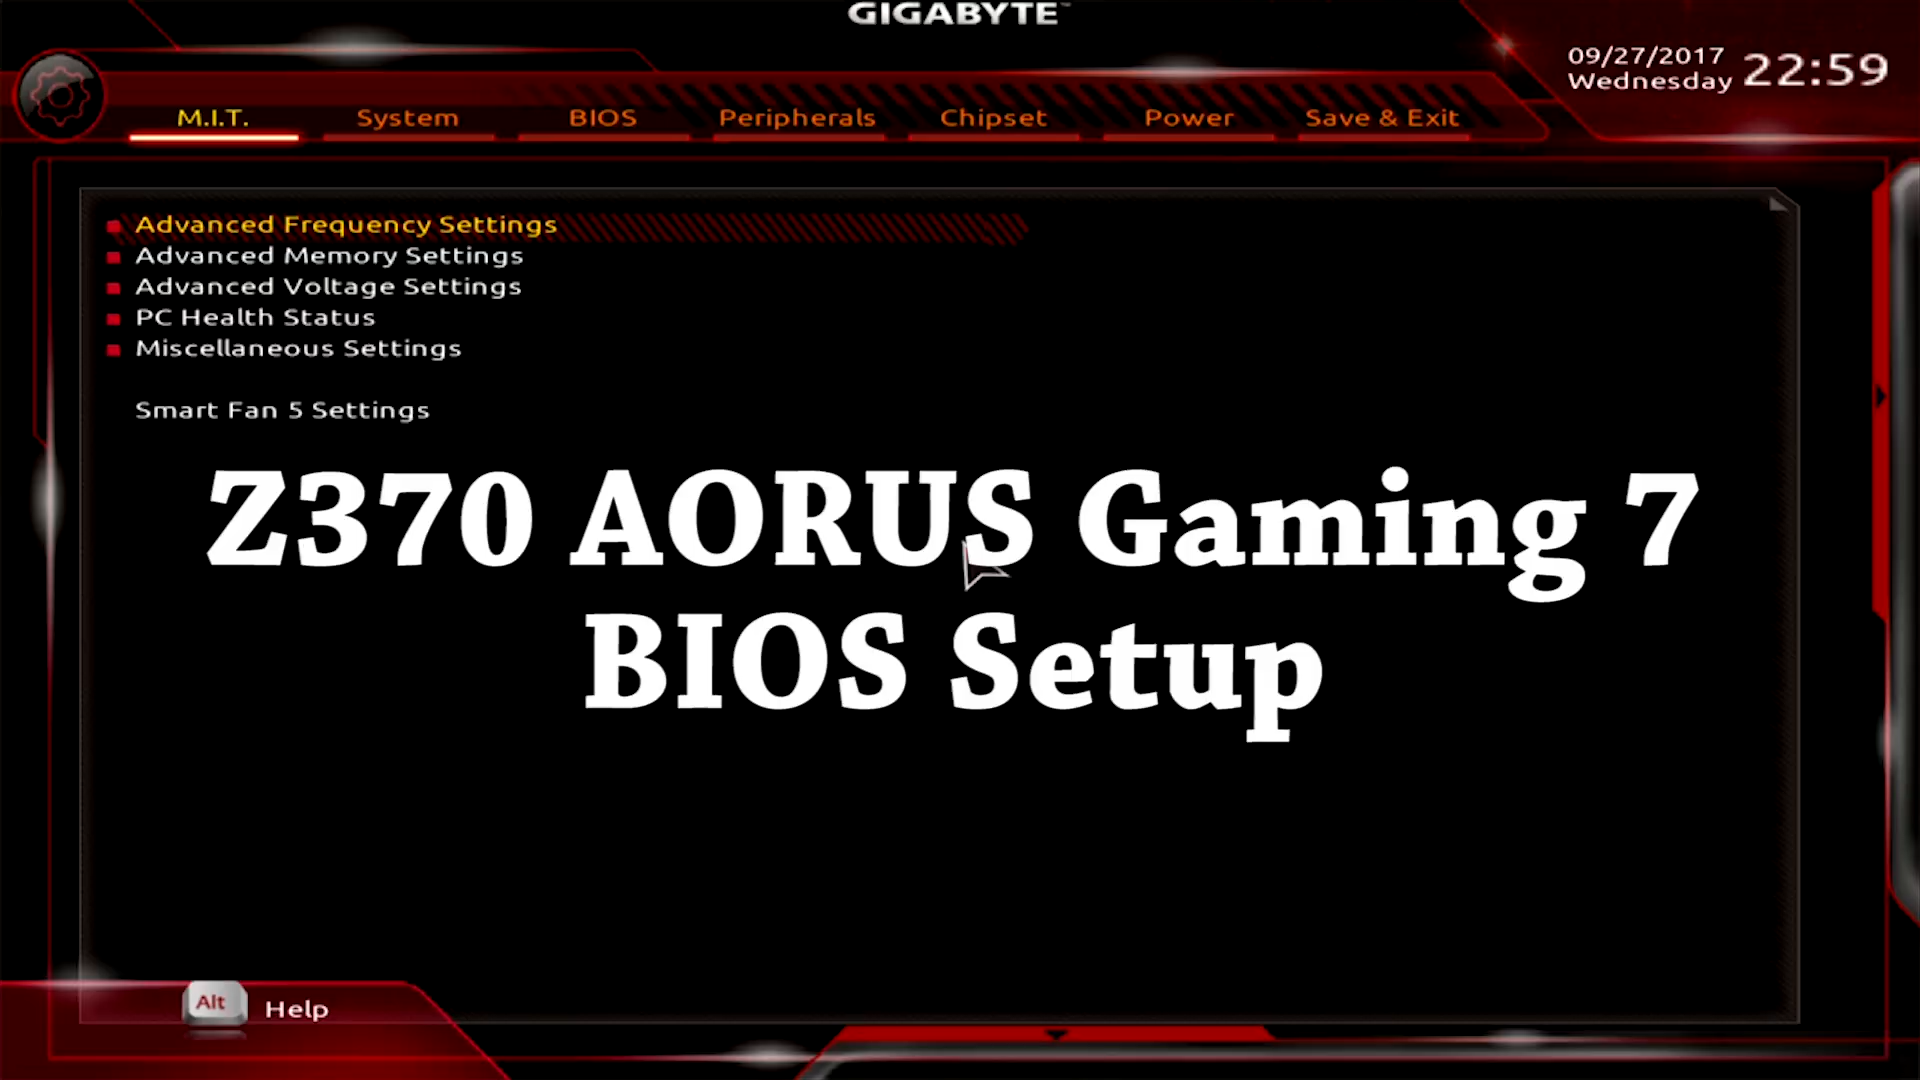 GIGABYTE™
09/27/2017
Wednesday
22:59
M.I.T.
System
BIOS
Peripherals
Chipset
Power
Save & Exit
Advanced Frequency Settings
Advanced Memory Settings
Advanced Voltage Settings
PC Health Status
Miscellaneous Settings
Smart Fan 5 Settings
Z370 AORUS Gaming 7
BIOS Setup
Alt
Help